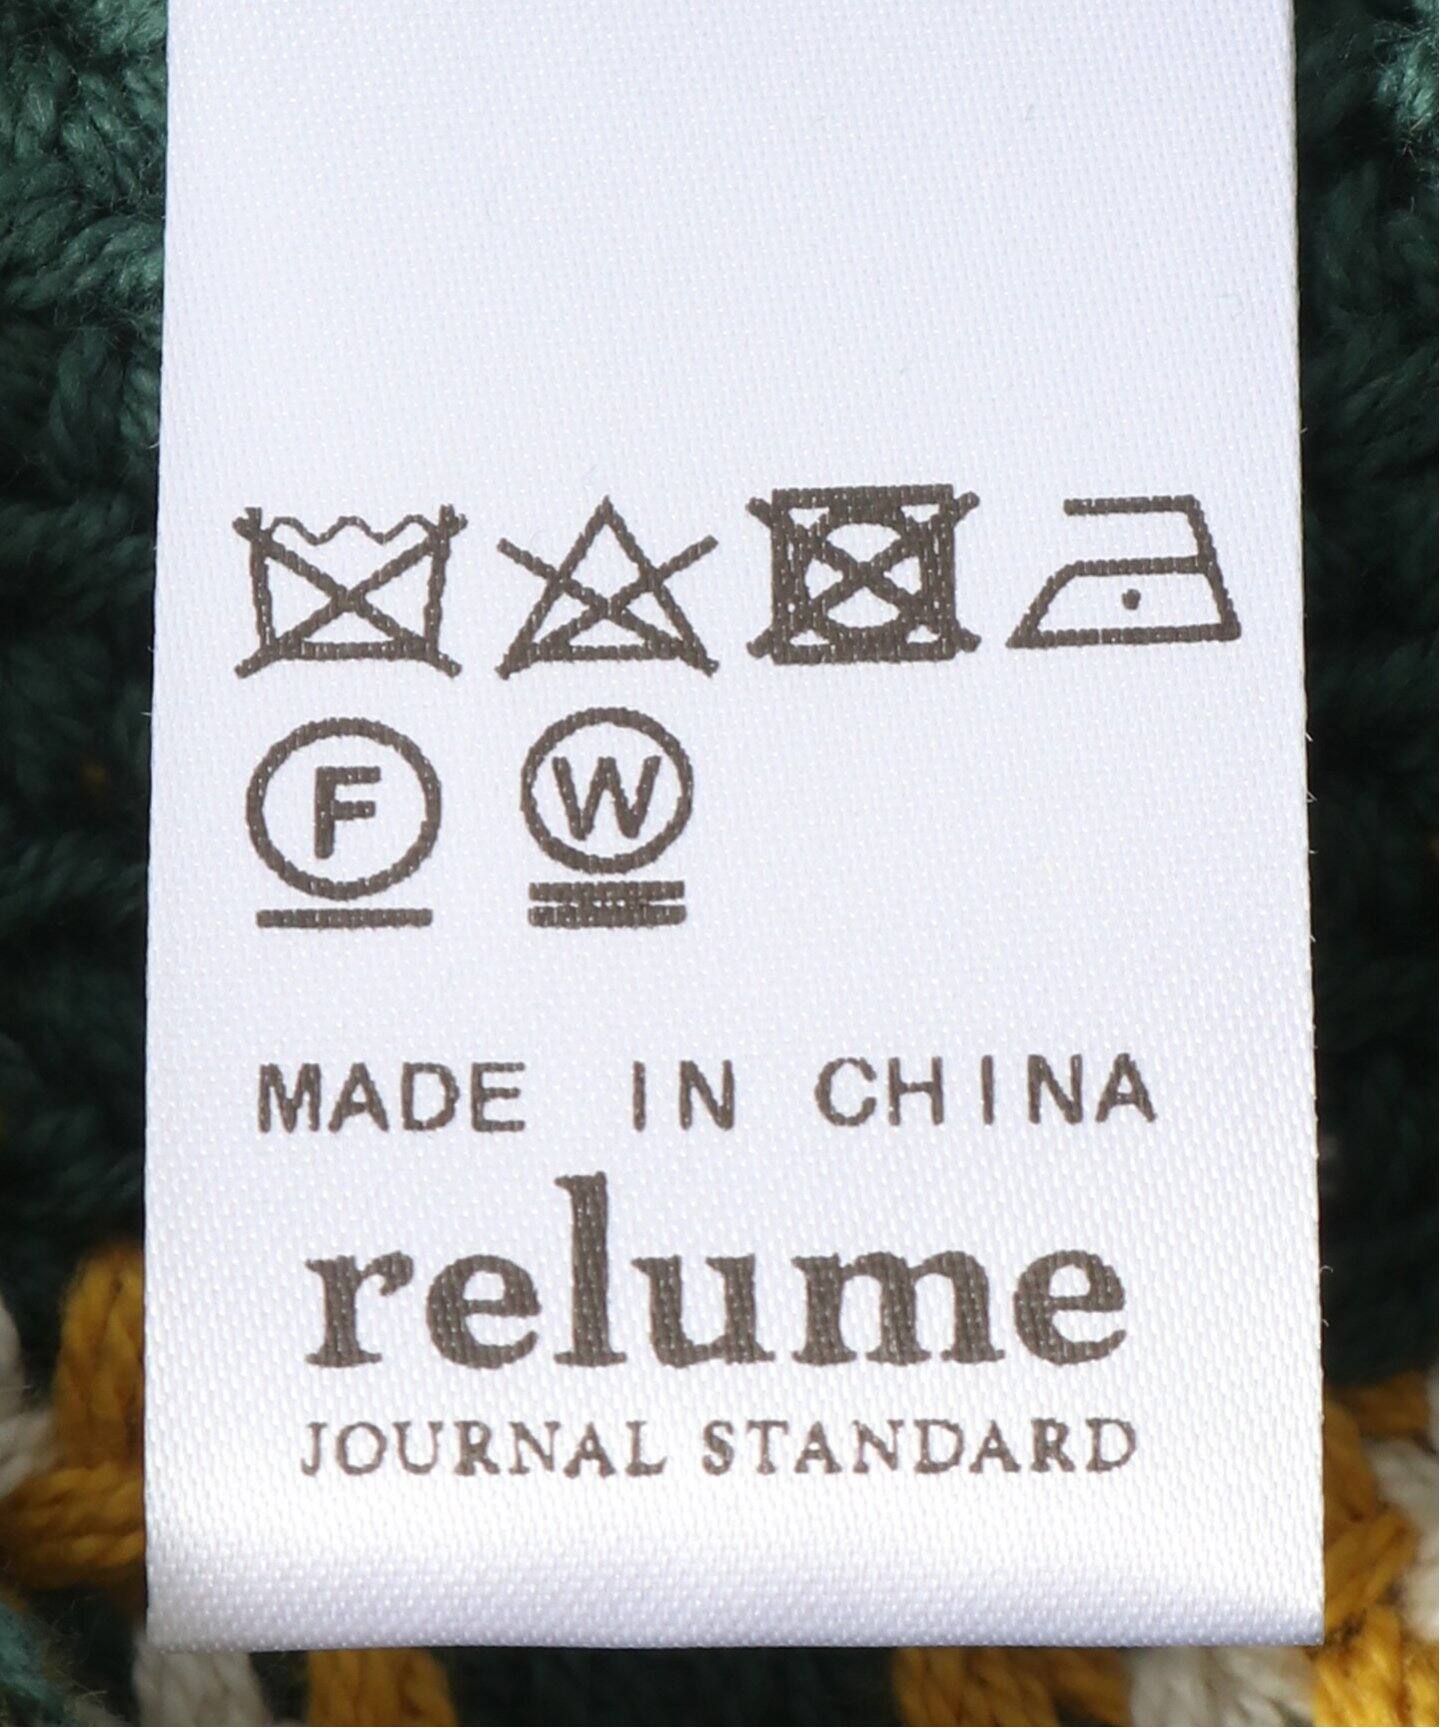 F W
MADE IN CHINA
relume
JOURNAL STANDARD